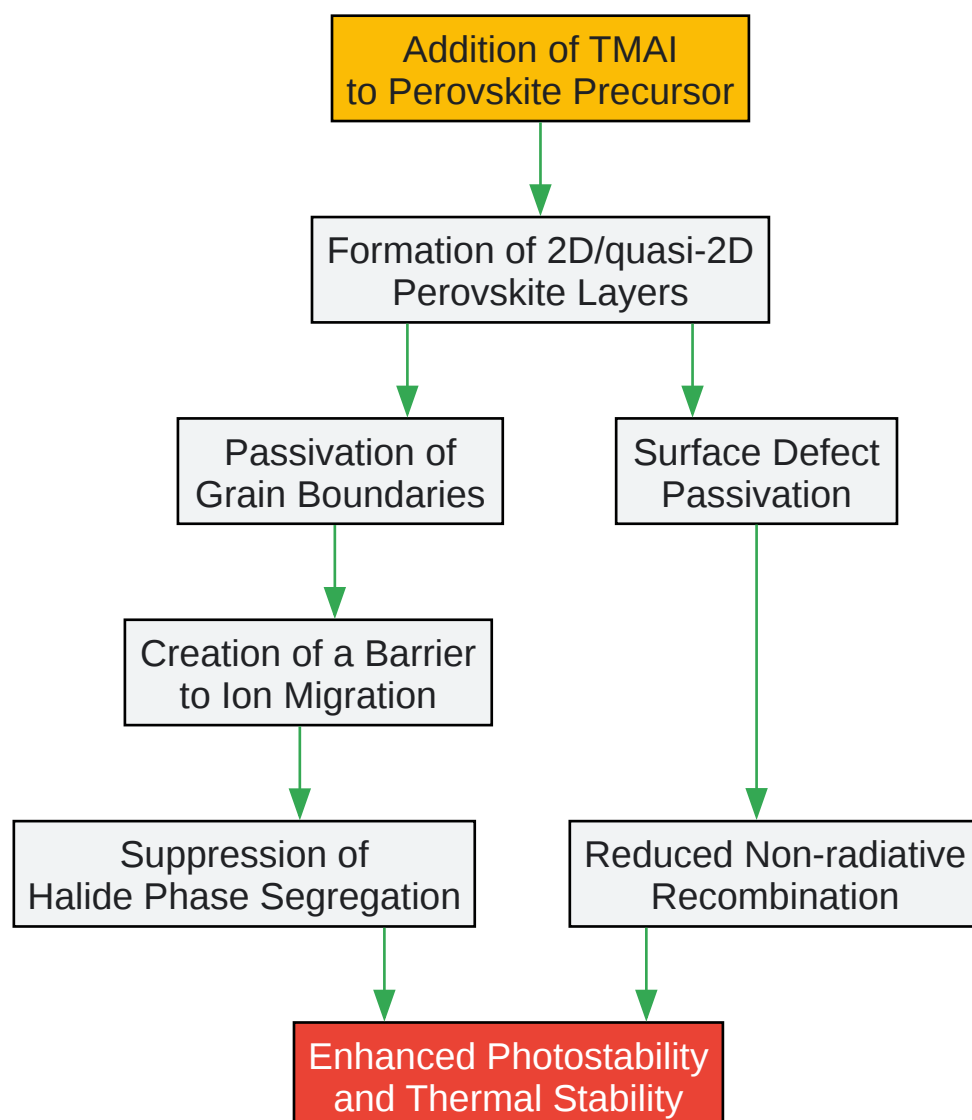 Addition of TMAI
to Perovskite Precursor
Formation of 2D/quasi-2D
Perovskite Layers
Passivation of
Grain Boundaries
Surface Defect
Passivation
Creation of a Barrier
to Ion Migration
Suppression of
Halide Phase Segregation
Reduced Non-radiative
Recombination
Enhanced Photostability
and Thermal Stability